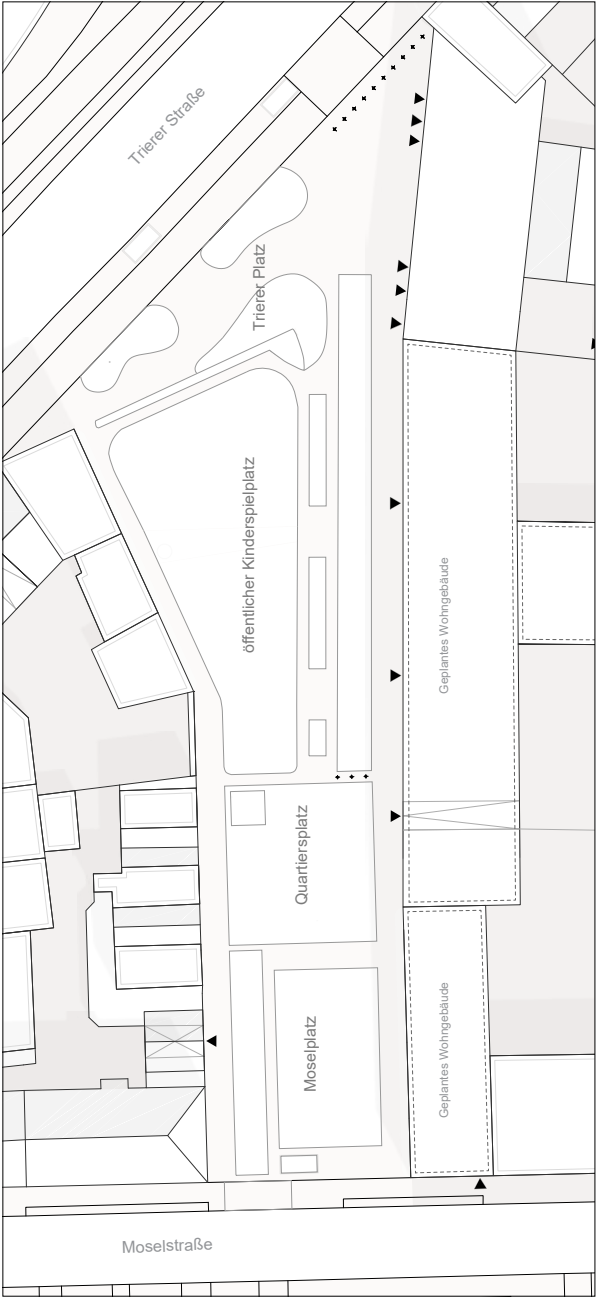 Trierer Straße
Trierer Platz
öffentlicher Kinderspielplatz
Geplantes Wohngebäude
Quartiersplatz
Moselplatz
Geplantes Wohngebäude
Moselstraße